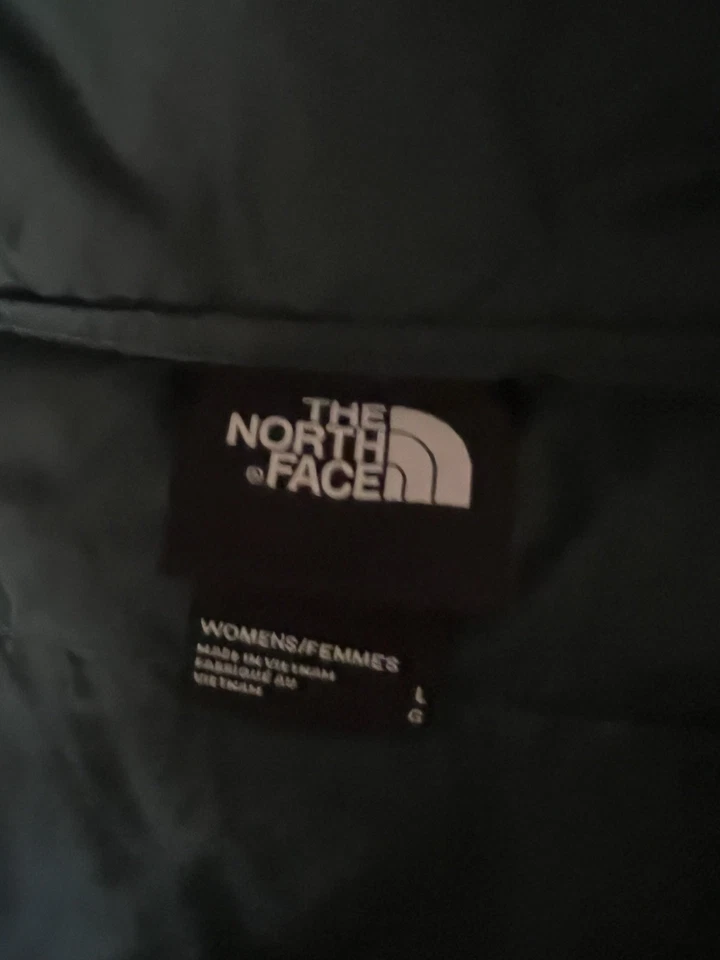 THE
NORTH
®FACE
WOMENS/FEMMES
MADE IN VIETNAM
FABRIQUÉ AU
VIETNAM
L
G